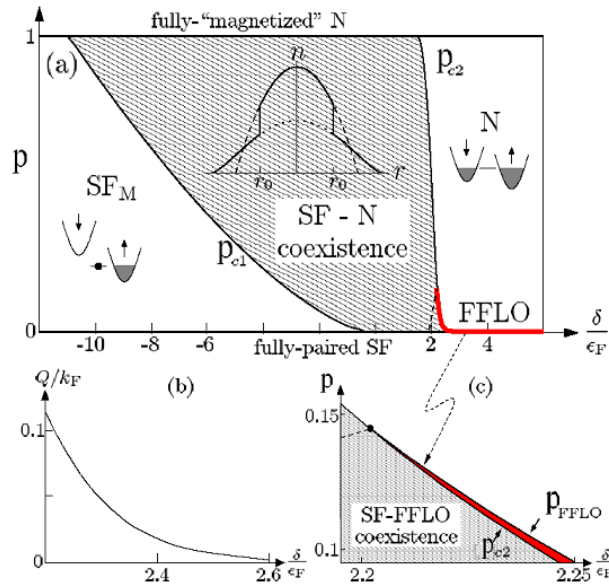 fully-“magnetized” N
1
(a)
n
p_c2
p
N
SF_M
r_0
r_0
r
SF - N
coexistence
p_c1
FFLO
0
-10
-8
-6
-4
-2
0
2
4
δ/ϵ_F
fully-paired SF
Q/k_F
(b)
0.1
0
2.4
2.6
δ/ϵ_F
p
(c)
0.15
SF-FFLO
coexistence
p_c2
p_FFLO
0.1
2.2
2.25
δ/ϵ_F